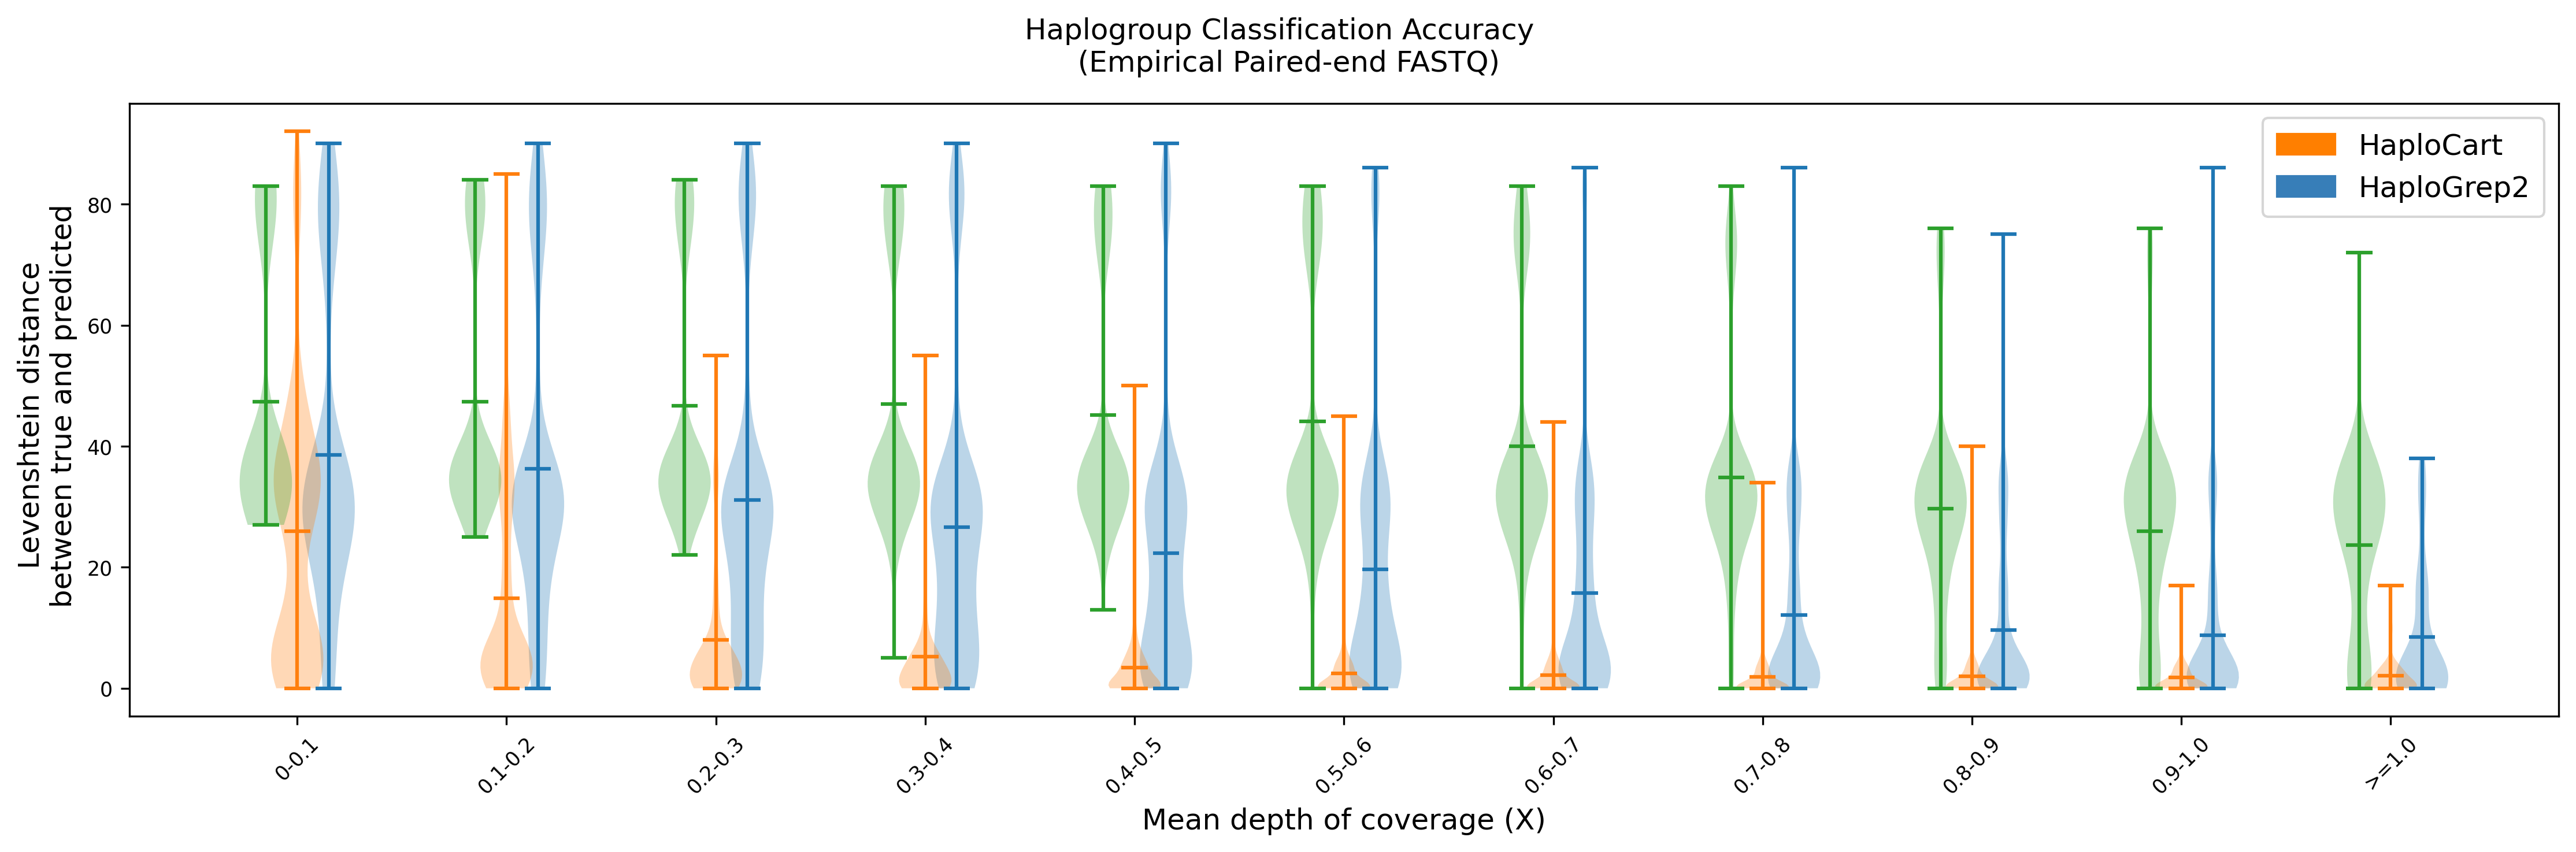 Haplogroup Classification Accuracy
(Empirical Paired-end FASTQ)
HaploCart
HaploGrep2
Levenshtein distance
between true and predicted
80
60
40
20
0
0-0.1
0.1-0.2
0.2-0.3
0.3-0.4
0.4-0.5
0.5-0.6
0.6-0.7
0.7-0.8
0.8-0.9
0.9-1.0
>=1.0
Mean depth of coverage (X)